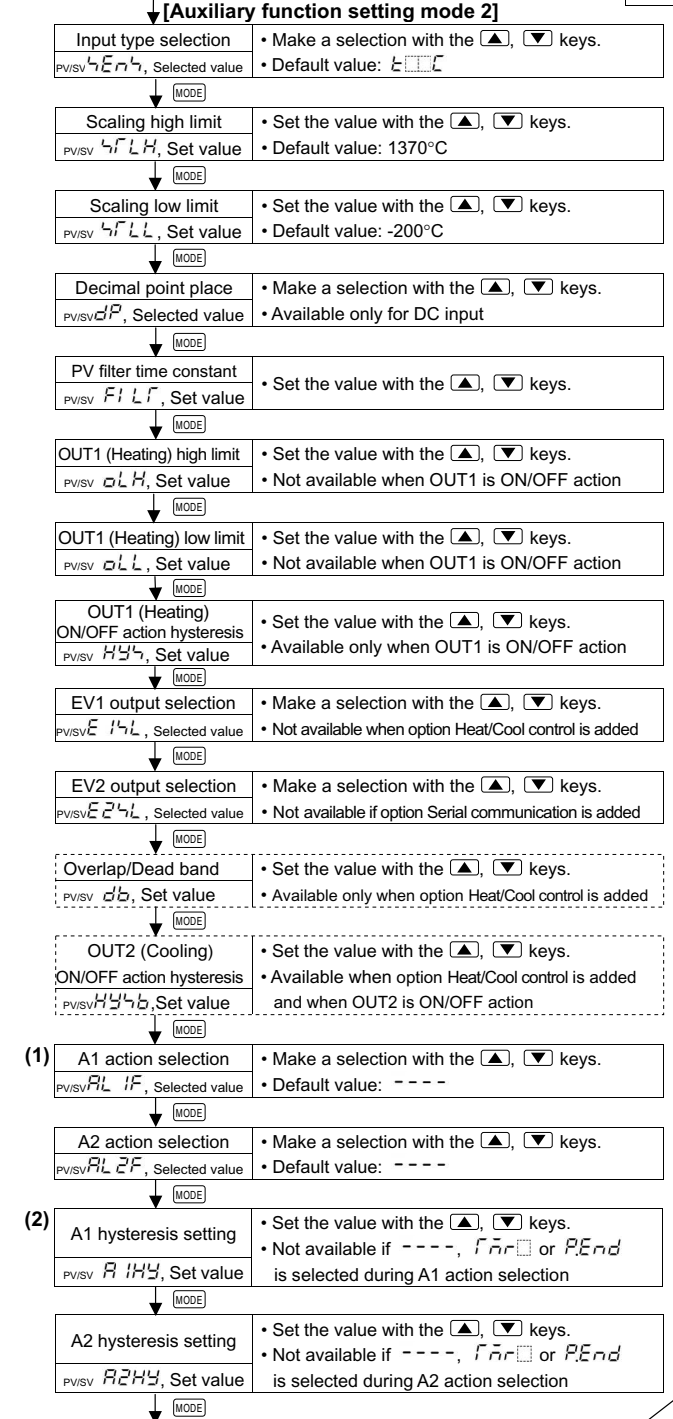 [Auxiliary function setting mode 2]
Input type selection
PV/SV SEnS, Selected value
• Make a selection with the ▲, ▼ keys.
• Default value: E⬚⬚C
MODE
Scaling high limit
PV/SV SΓLH, Set value
• Set the value with the ▲, ▼ keys.
• Default value: 1370°C
MODE
Scaling low limit
PV/SV SΓLL, Set value
• Set the value with the ▲, ▼ keys.
• Default value: -200°C
MODE
Decimal point place
PV/SV dP, Selected value
• Make a selection with the ▲, ▼ keys.
• Available only for DC input
MODE
PV filter time constant
PV/SV FILΓ, Set value
• Set the value with the ▲, ▼ keys.
MODE
OUT1 (Heating) high limit
PV/SV oLH, Set value
• Set the value with the ▲, ▼ keys.
• Not available when OUT1 is ON/OFF action
MODE
OUT1 (Heating) low limit
PV/SV oLL, Set value
• Set the value with the ▲, ▼ keys.
• Not available when OUT1 is ON/OFF action
MODE
OUT1 (Heating)
ON/OFF action hysteresis
PV/SV HYS, Set value
• Set the value with the ▲, ▼ keys.
• Available only when OUT1 is ON/OFF action
MODE
EV1 output selection
PV/SV E1SL, Selected value
• Make a selection with the ▲, ▼ keys.
• Not available when option Heat/Cool control is added
MODE
EV2 output selection
PV/SV E2SL, Selected value
• Make a selection with the ▲, ▼ keys.
• Not available if option Serial communication is added
MODE
Overlap/Dead band
PV/SV db, Set value
• Set the value with the ▲, ▼ keys.
• Available only when option Heat/Cool control is added
MODE
OUT2 (Cooling)
ON/OFF action hysteresis
PV/SV HYSb,Set value
• Set the value with the ▲, ▼ keys.
• Available when option Heat/Cool control is added
and when OUT2 is ON/OFF action
MODE
(1)
A1 action selection
PV/SV AL1F, Selected value
• Make a selection with the ▲, ▼ keys.
• Default value: ----
MODE
A2 action selection
PV/SV AL2F, Selected value
• Make a selection with the ▲, ▼ keys.
• Default value: ----
MODE
(2)
A1 hysteresis setting
PV/SV A1HY, Set value
• Set the value with the ▲, ▼ keys.
• Not available if ----, Γñr⬚ or P.End
is selected during A1 action selection
MODE
A2 hysteresis setting
PV/SV A2HY, Set value
• Set the value with the ▲, ▼ keys.
• Not available if ----, Γñr⬚ or P.End
is selected during A2 action selection
MODE